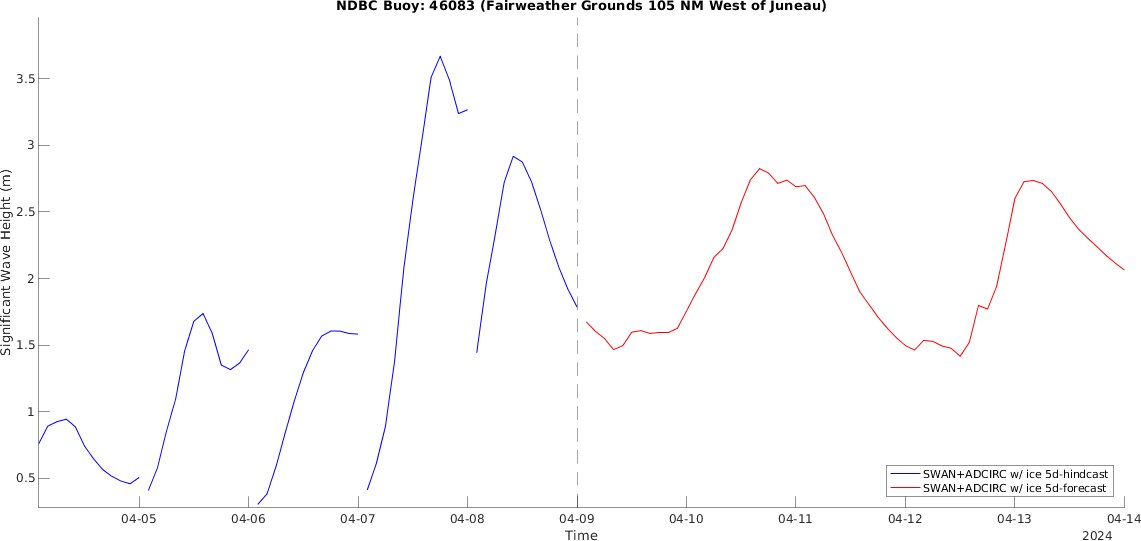 NDBC Buoy: 46083 (Fairweather Grounds 105 NM West of Juneau)
Significant Wave Height (m)
3.5
3
2.5
2
1.5
1
0.5
SWAN+ADCIRC w/ ice 5d-hindcast
SWAN+ADCIRC w/ ice 5d-forecast
04-05 04-06 04-07 04-08 04-09 04-10 04-11 04-12 04-13 04-14
Time
2024